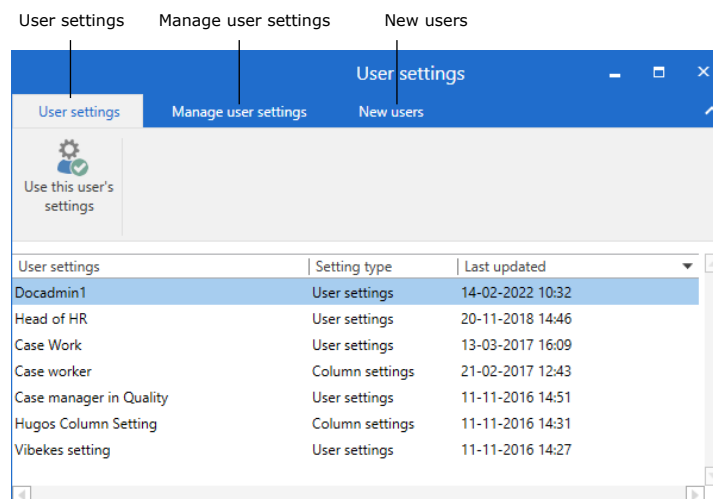 User settings Manage user settings New users
User settings
User settings Manage user settings New users
Use this user's
settings
User settings Setting type Last updated
Docadmin1 User settings 14-02-2022 10:32
Head of HR User settings 20-11-2018 14:46
Case Work User settings 13-03-2017 16:09
Case worker Column settings 21-02-2017 12:43
Case manager in Quality User settings 11-11-2016 14:51
Hugos Column Setting Column settings 11-11-2016 14:31
Vibekes setting User settings 11-11-2016 14:27